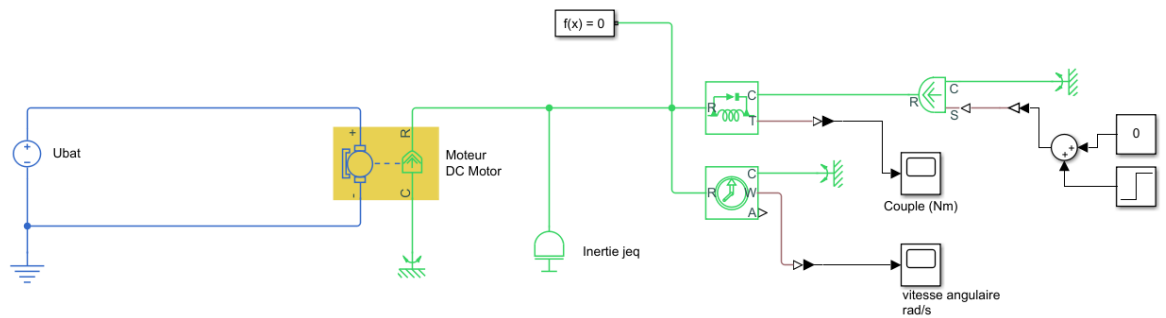 f(x) = 0
Ubat
+
-
+
-
R
C
Moteur
DC Motor
Inertie jeq
R
C
T
R
C
W
A
R
C
S
+
+
0
Couple (Nm)
vitesse angulaire
rad/s